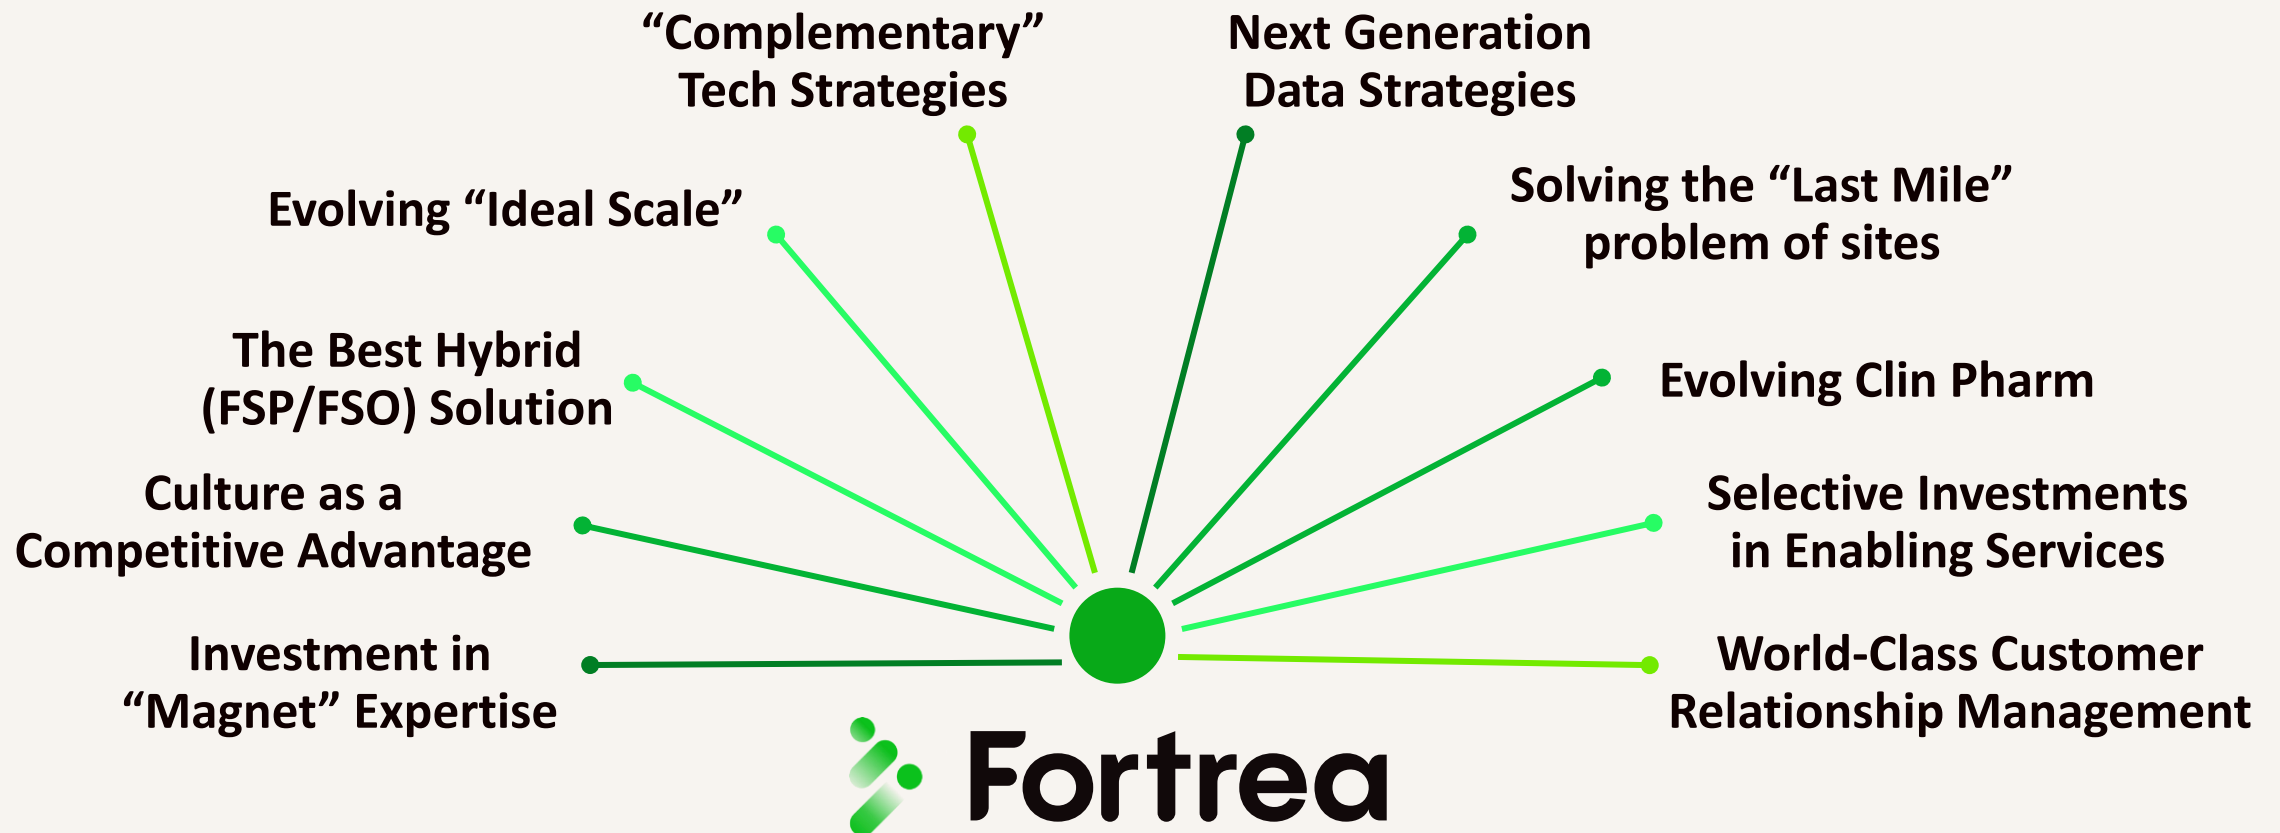 “Complementary”
Tech Strategies
Next Generation
Data Strategies
Evolving “Ideal Scale”
Solving the “Last Mile”
problem of sites
The Best Hybrid
(FSP/FSO) Solution
Evolving Clin Pharm
Culture as a
Competitive Advantage
Selective Investments
in Enabling Services
Investment in
“Magnet” Expertise
World-Class Customer
Relationship Management
Fortrea